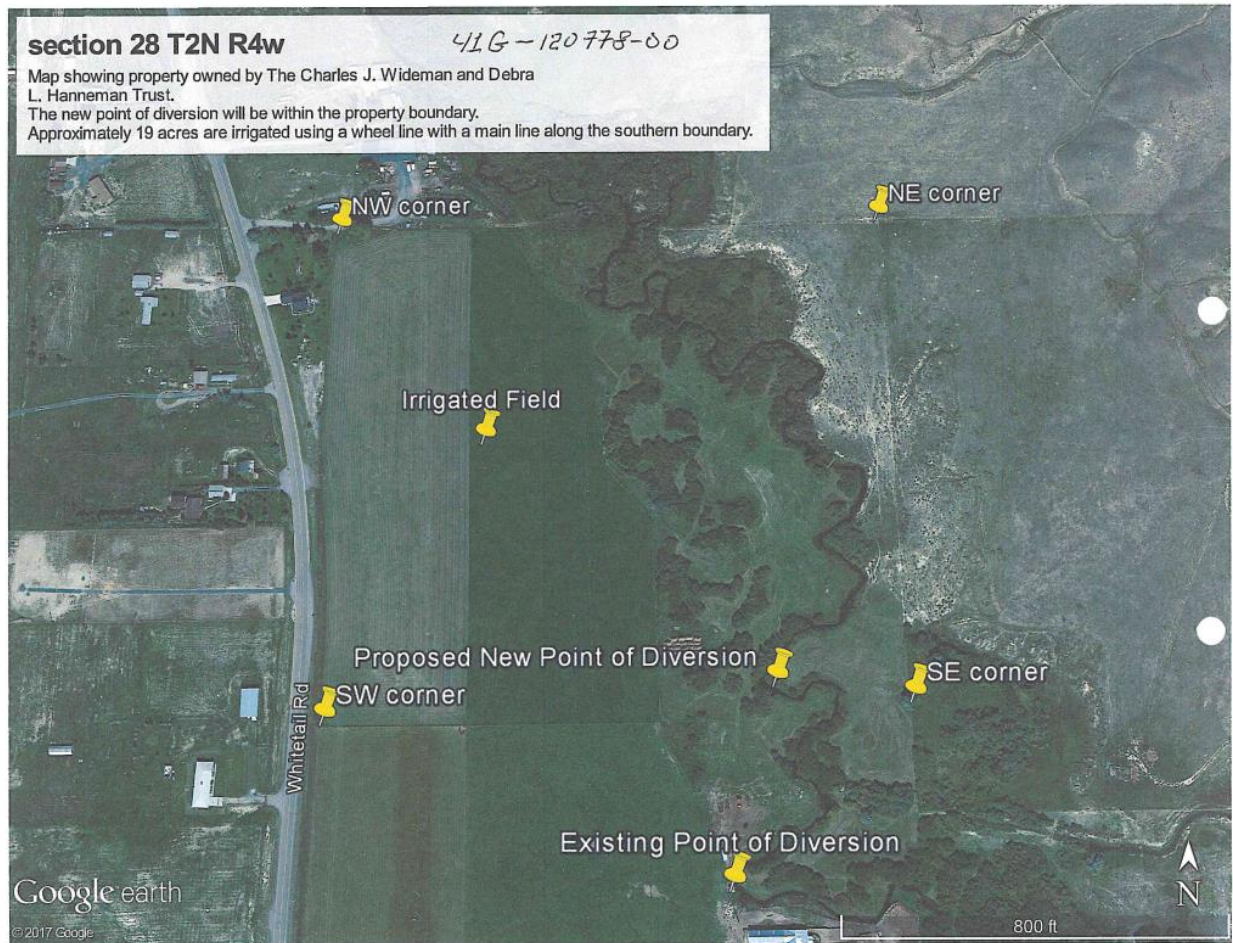 section 28 T2N R4w
41G-120778-00
Map showing property owned by The Charles J. Wideman and Debra
L. Hanneman Trust.
The new point of diversion will be within the property boundary.
Approximately 19 acres are irrigated using a wheel line with a main line along the southern boundary.
NW corner
NE corner
Irrigated Field
Proposed New Point of Diversion
SE corner
SW corner
Whitetail Rd
Existing Point of Diversion
Google earth
© 2017 Google
N
800 ft